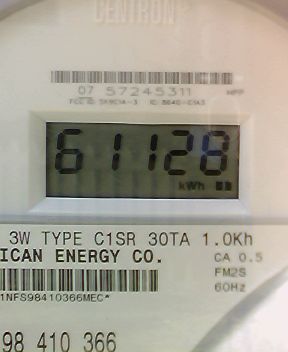 CENTRON
07 57245311
61128
kWh
3W TYPE C1SR 30TA 1.0Kh
ICAN ENERGY CO. CA 0.5
FM2S
60Hz
1NFS98410366MEC*
98 410 366